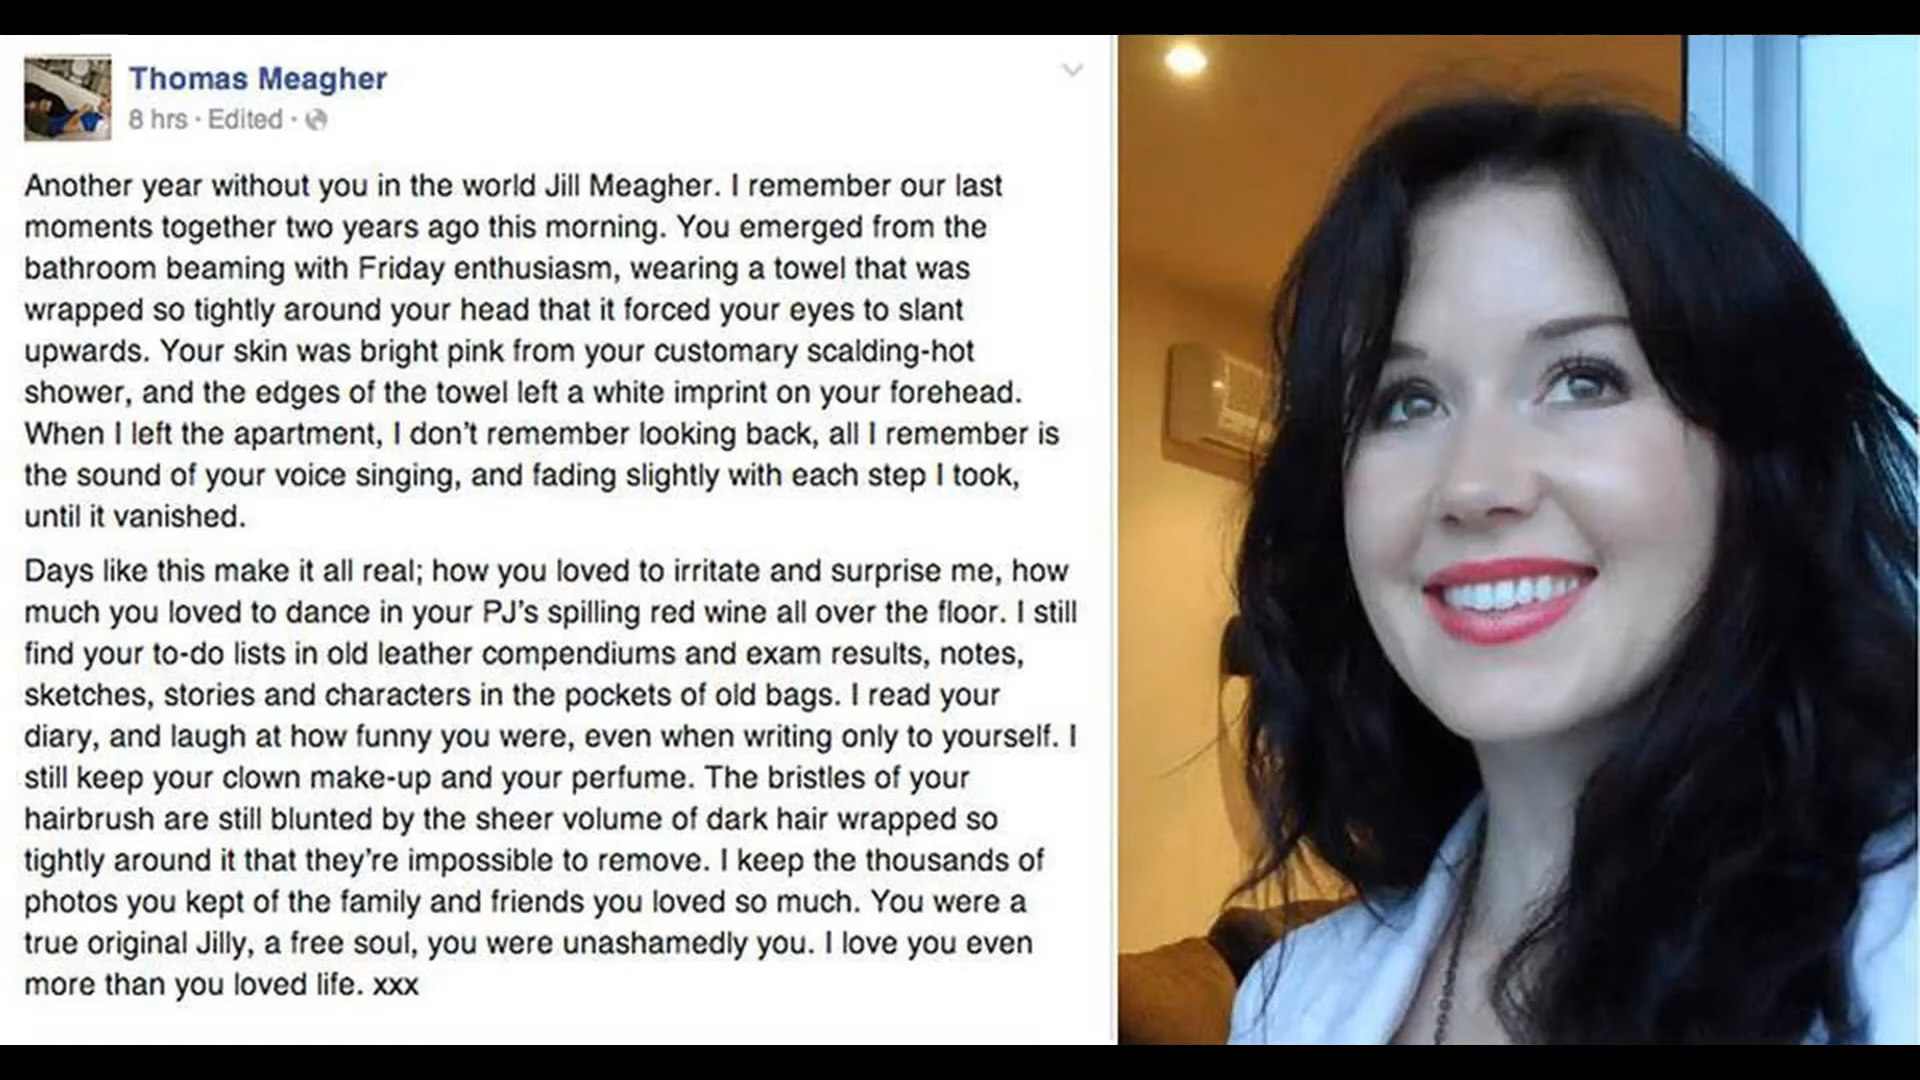 Thomas Meagher
8 hrs · Edited ·
Another year without you in the world Jill Meagher. I remember our last
moments together two years ago this morning. You emerged from the
bathroom beaming with Friday enthusiasm, wearing a towel that was
wrapped so tightly around your head that it forced your eyes to slant
upwards. Your skin was bright pink from your customary scalding-hot
shower, and the edges of the towel left a white imprint on your forehead.
When I left the apartment, I don't remember looking back, all I remember is
the sound of your voice singing, and fading slightly with each step I took,
until it vanished.
Days like this make it all real; how you loved to irritate and surprise me, how
much you loved to dance in your PJ's spilling red wine all over the floor. I still
find your to-do lists in old leather compendiums and exam results, notes,
sketches, stories and characters in the pockets of old bags. I read your
diary, and laugh at how funny you were, even when writing only to yourself. I
still keep your clown make-up and your perfume. The bristles of your
hairbrush are still blunted by the sheer volume of dark hair wrapped so
tightly around it that they're impossible to remove. I keep the thousands of
photos you kept of the family and friends you loved so much. You were a
true original Jilly, a free soul, you were unashamedly you. I love you even
more than you loved life. xxx